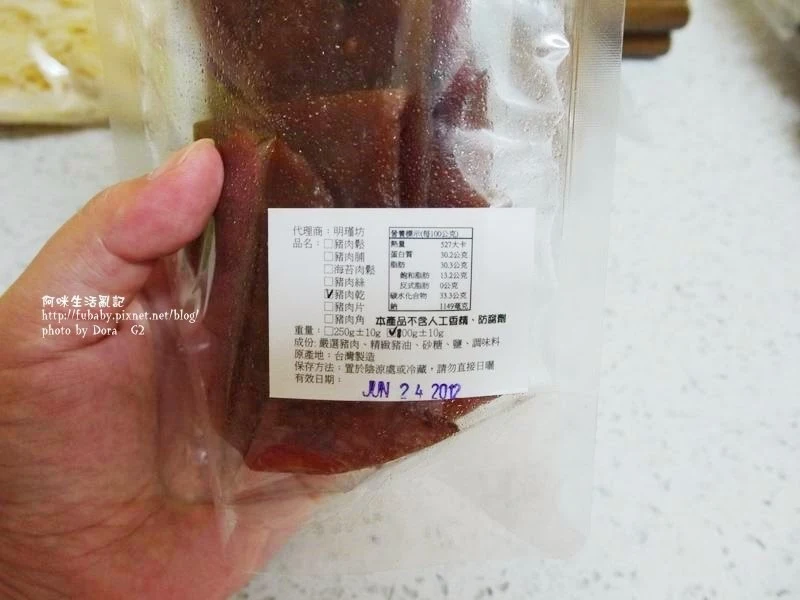 代理商：明瑾坊
品名：□豬肉鬆
□豬肉脯
□海苔肉鬆
□豬肉絲
☑豬肉乾
□豬肉片
□豬肉角
營養標示(每100公克)
熱量 527大卡
蛋白質 30.2公克
脂肪 30.3公克
飽和脂肪 13.2公克
反式脂肪 0公克
碳水化合物 33.3公克
鈉 1149毫克
本產品不含人工香精、防腐劑
重量：□250g±10g ☑ 00g±10g
成份: 嚴選豬肉、精緻豬油、砂糖、鹽、調味料
原產地：台灣製造
保存方法：置於陰涼處或冷藏，請勿直接日曬
有效日期：
JUN 24 2012
阿咪生活亂記
http://fubaby.pixnet.net/blog/
photo by Dora G2